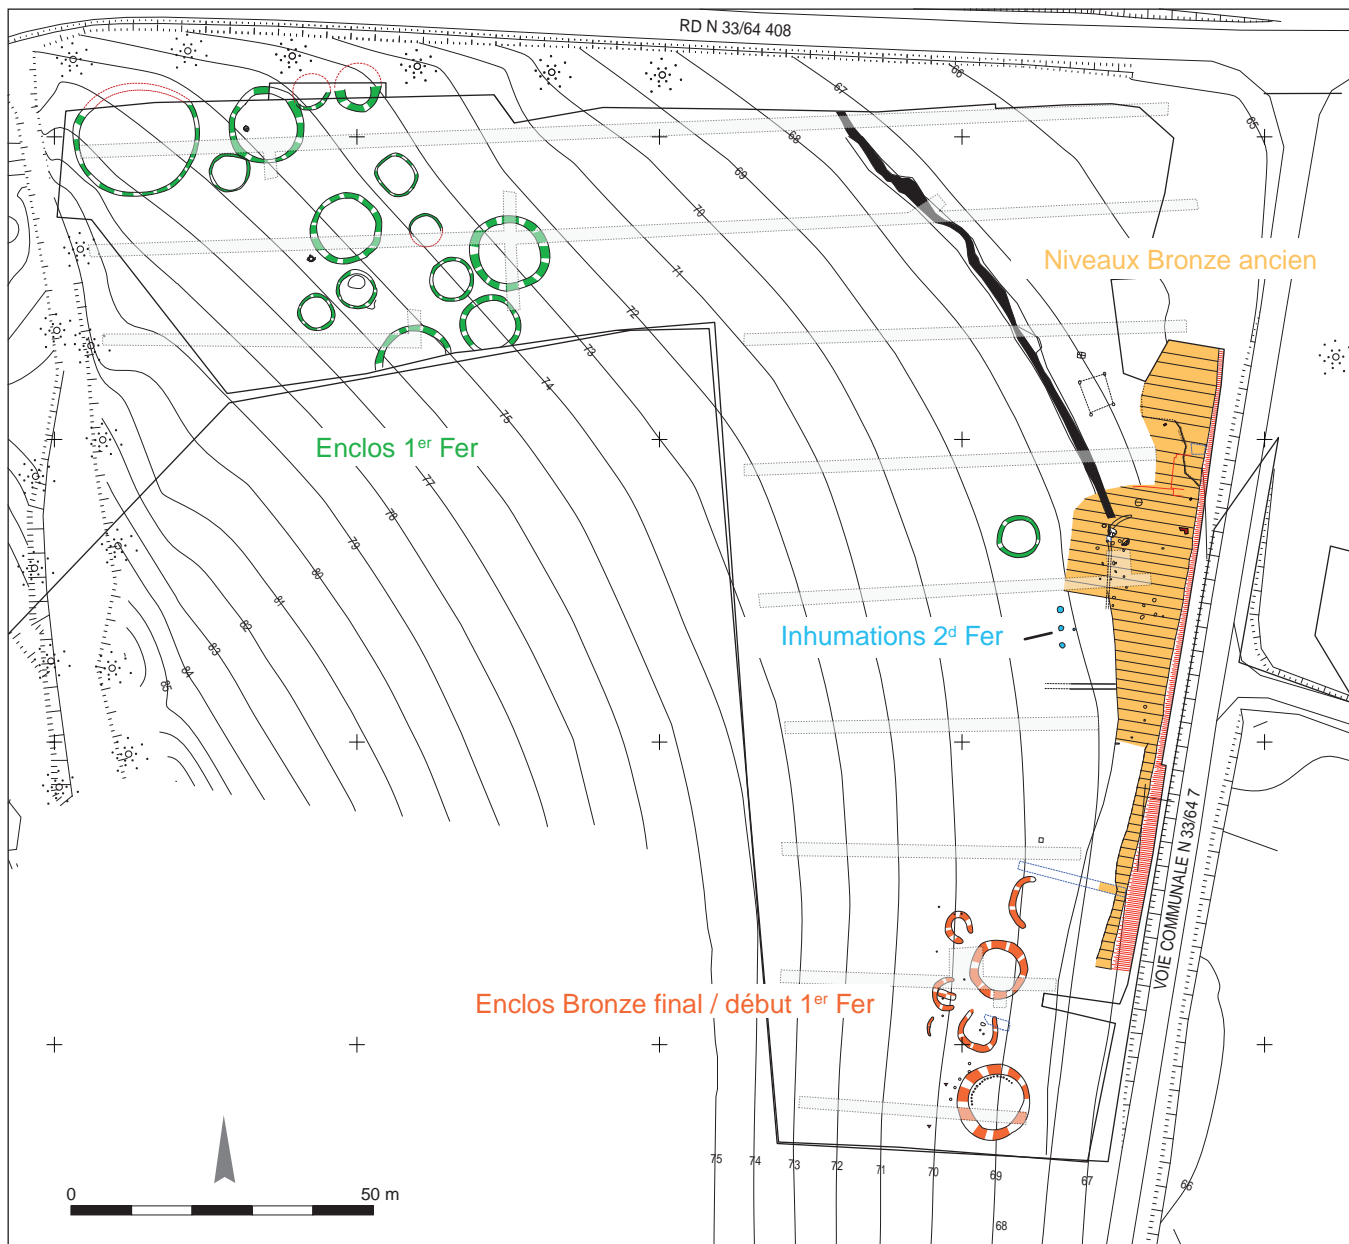 RD N 33/64 408
66
67
65
68
69
70
71
Niveaux Bronze ancien
72
73
74
75
Enclos 1er Fer
77
78
79
80
81
82
83
84
85
Inhumations 2d Fer
VOIE COMMUNALE N 33/64 7
Enclos Bronze final / début 1er Fer
75 74 73 72 71 70 69 67 66
68
0 50 m